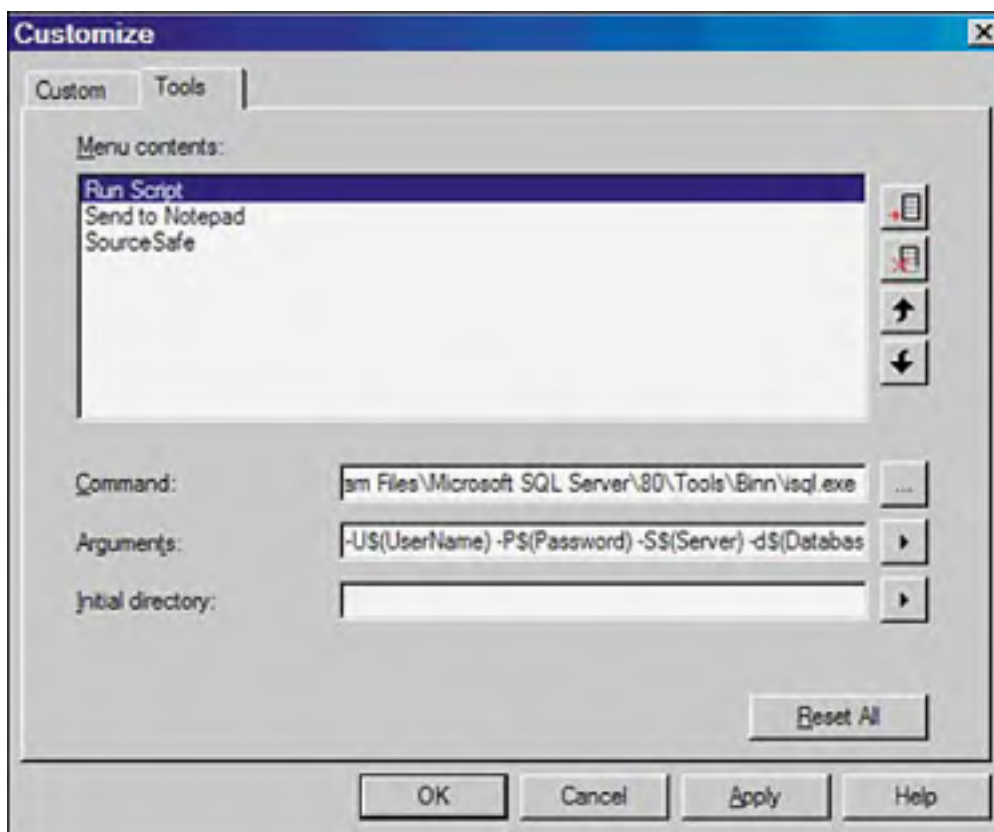 Customize
Custom
Tools
Menu contents:
Run Script
Send to Notepad
SourceSafe
Command:
am Files\Microsoft SQL Server\80\Tools\Binn\isql.exe
...
Arguments:
-U$(UserName) -P$(Password) -S$(Server) -d$(Databas
Initial directory:
Reset All
OK
Cancel
Apply
Help